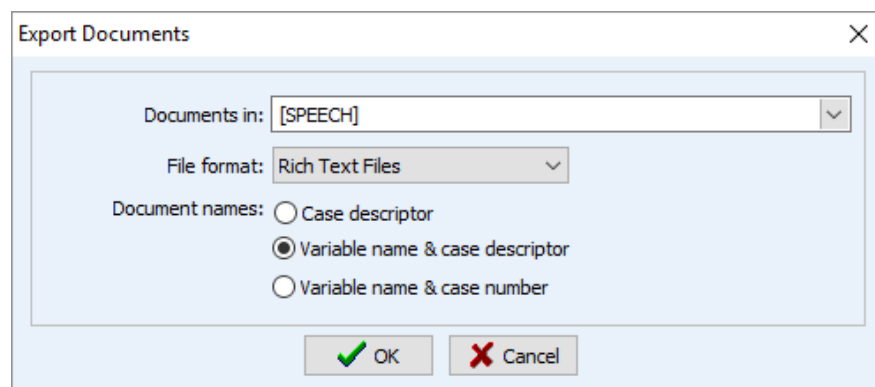 Export Documents
Documents in: [SPEECH]
File format: Rich Text Files
Document names: Case descriptor
Variable name & case descriptor
Variable name & case number
OK Cancel